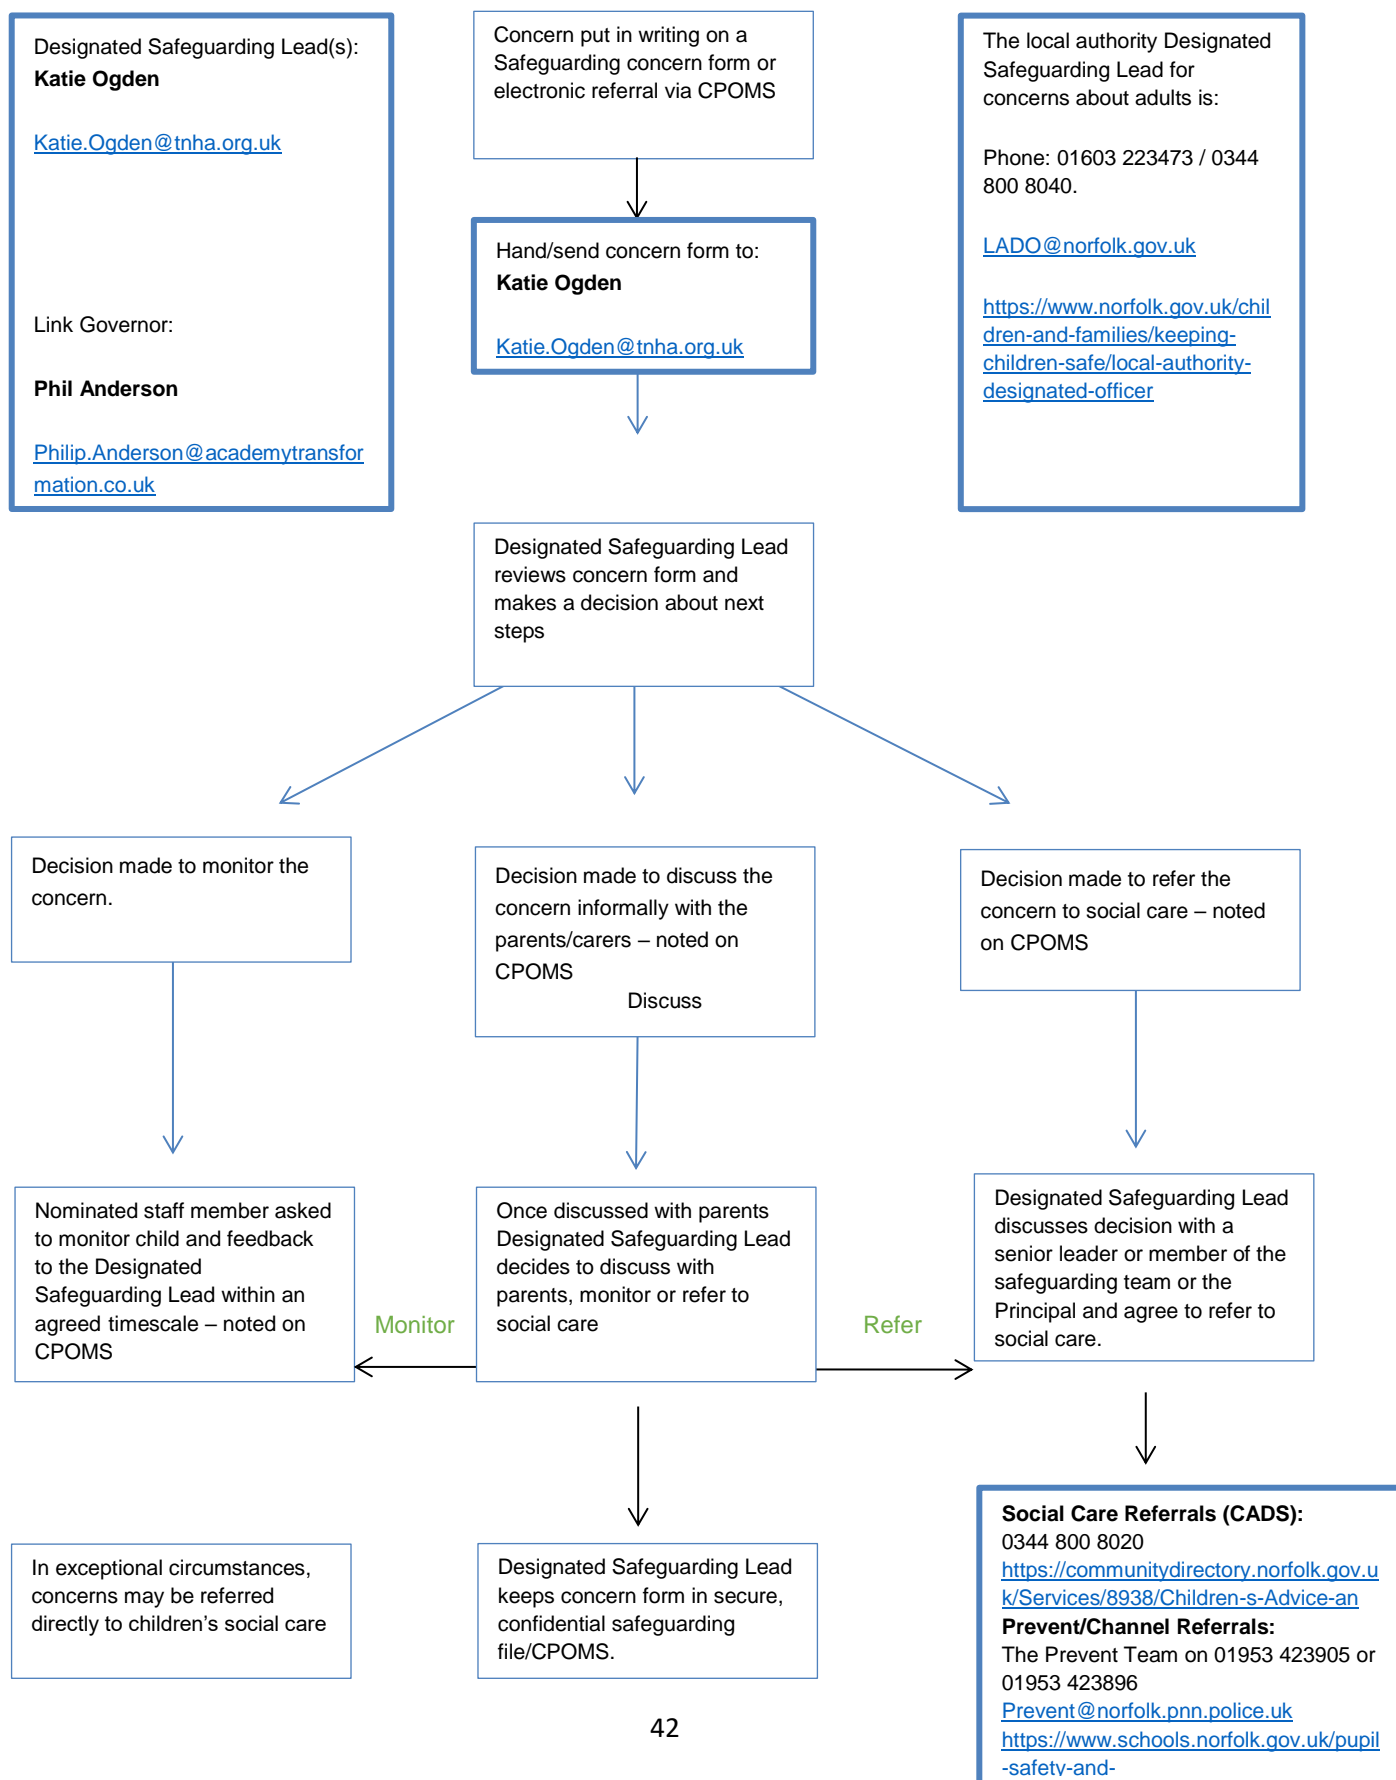 Designated Safeguarding Lead(s):
Katie Ogden
Katie.Ogden@tnha.org.uk
Link Governor:
Phil Anderson
Philip.Anderson@academytransfor
mation.co.uk
Concern put in writing on a
Safeguarding concern form or
electronic referral via CPOMS
Hand/send concern form to:
Katie Ogden
Katie.Ogden@tnha.org.uk
The local authority Designated
Safeguarding Lead for
concerns about adults is:
Phone: 01603 223473 / 0344
800 8040.
LADO@norfolk.gov.uk
https://www.norfolk.gov.uk/chil
dren-and-families/keeping-
children-safe/local-authority-
designated-officer
Designated Safeguarding Lead
reviews concern form and
makes a decision about next
steps
Decision made to monitor the
concern.
Decision made to discuss the
concern informally with the
parents/carers – noted on
CPOMS
Discuss
Decision made to refer the
concern to social care – noted
on CPOMS
Nominated staff member asked
to monitor child and feedback
to the Designated
Safeguarding Lead within an
agreed timescale – noted on
CPOMS
Monitor
Once discussed with parents
Designated Safeguarding Lead
decides to discuss with
parents, monitor or refer to
social care
Refer
Designated Safeguarding Lead
discusses decision with a
senior leader or member of the
safeguarding team or the
Principal and agree to refer to
social care.
In exceptional circumstances,
concerns may be referred
directly to children’s social care
Designated Safeguarding Lead
keeps concern form in secure,
confidential safeguarding
file/CPOMS.
Social Care Referrals (CADS):
0344 800 8020
https://communitydirectory.norfolk.gov.u
k/Services/8938/Children-s-Advice-an
Prevent/Channel Referrals:
The Prevent Team on 01953 423905 or
01953 423896
Prevent@norfolk.pnn.police.uk
https://www.schools.norfolk.gov.uk/pupil
-safety-and-
42